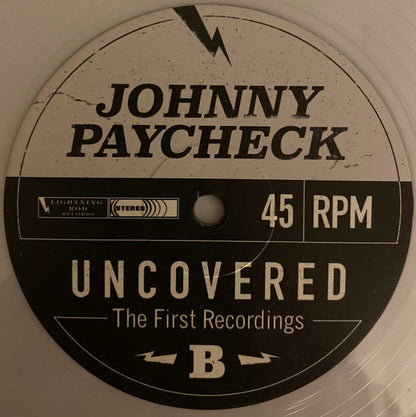 JOHNNY
PAYCHECK
LIGHTNING
ROD
RECORDS
STEREO
45 RPM
UNCOVERED
The First Recordings
B